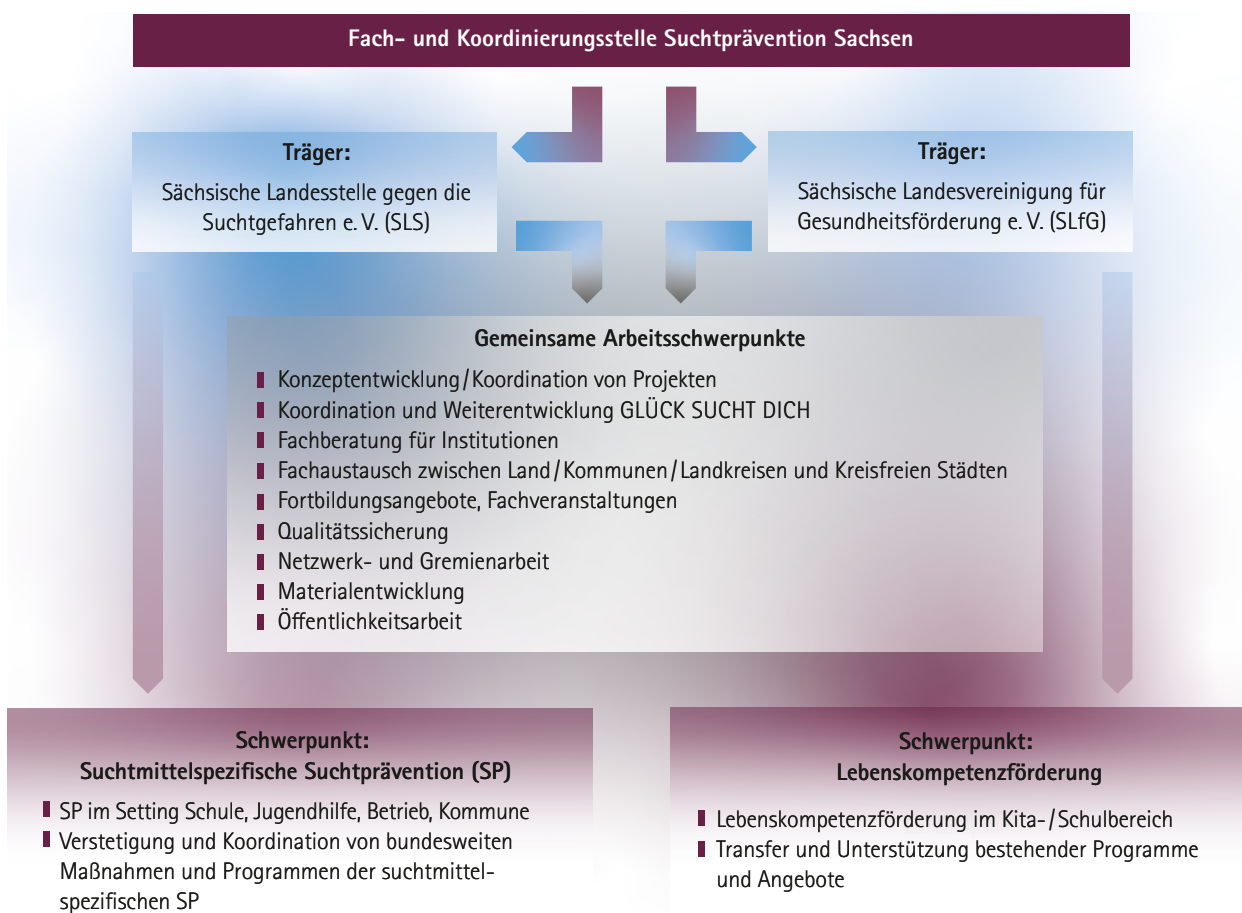 Fach- und Koordinierungsstelle Suchtprävention Sachsen
Träger:
Sächsische Landesstelle gegen die
Suchtgefahren e. V. (SLS)
Träger:
Sächsische Landesvereinigung für
Gesundheitsförderung e. V. (SLfG)
Gemeinsame Arbeitsschwerpunkte
Konzeptentwicklung/Koordination von Projekten
Koordination und Weiterentwicklung GLÜCK SUCHT DICH
Fachberatung für Institutionen
Fachaustausch zwischen Land/Kommunen/Landkreisen und Kreisfreien Städten
Fortbildungsangebote, Fachveranstaltungen
Qualitätssicherung
Netzwerk- und Gremienarbeit
Materialentwicklung
Öffentlichkeitsarbeit
Schwerpunkt:
Suchtmittelspezifische Suchtprävention (SP)
SP im Setting Schule, Jugendhilfe, Betrieb, Kommune
Verstetigung und Koordination von bundesweiten
Maßnahmen und Programmen der suchtmittel-
spezifischen SP
Schwerpunkt:
Lebenskompetenzförderung
Lebenskompetenzförderung im Kita-/Schulbereich
Transfer und Unterstützung bestehender Programme
und Angebote